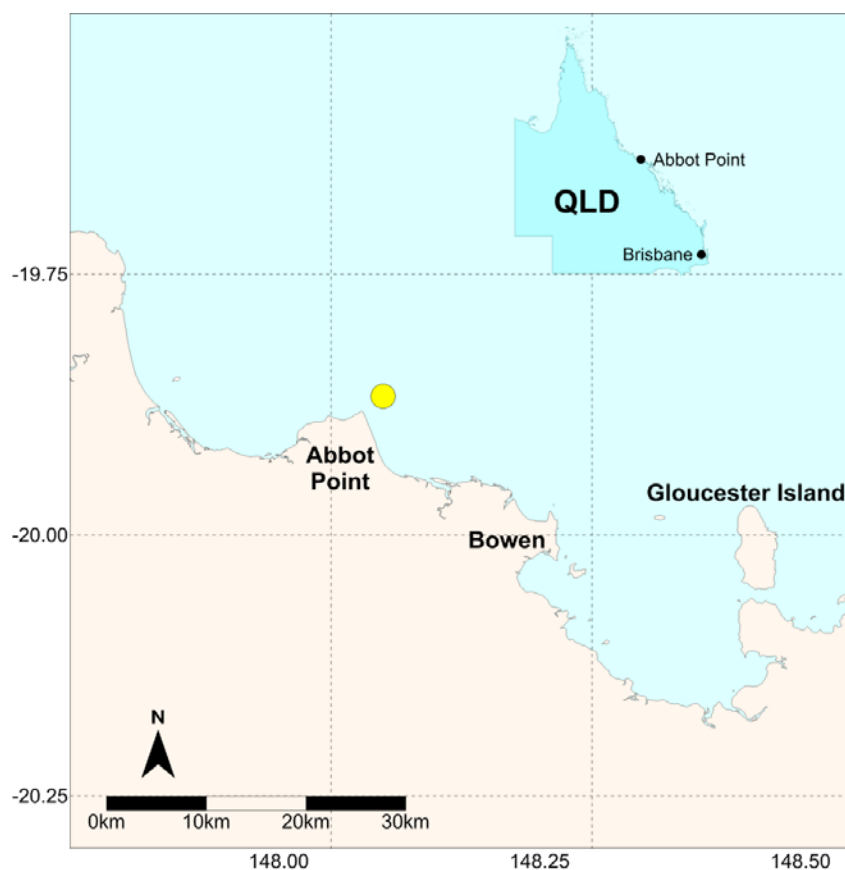 Abbot Point
QLD
Brisbane
-19.75
Abbot
Point
Gloucester Island
-20.00
Bowen
N
-20.25
0km 10km 20km 30km
148.00 148.25 148.50